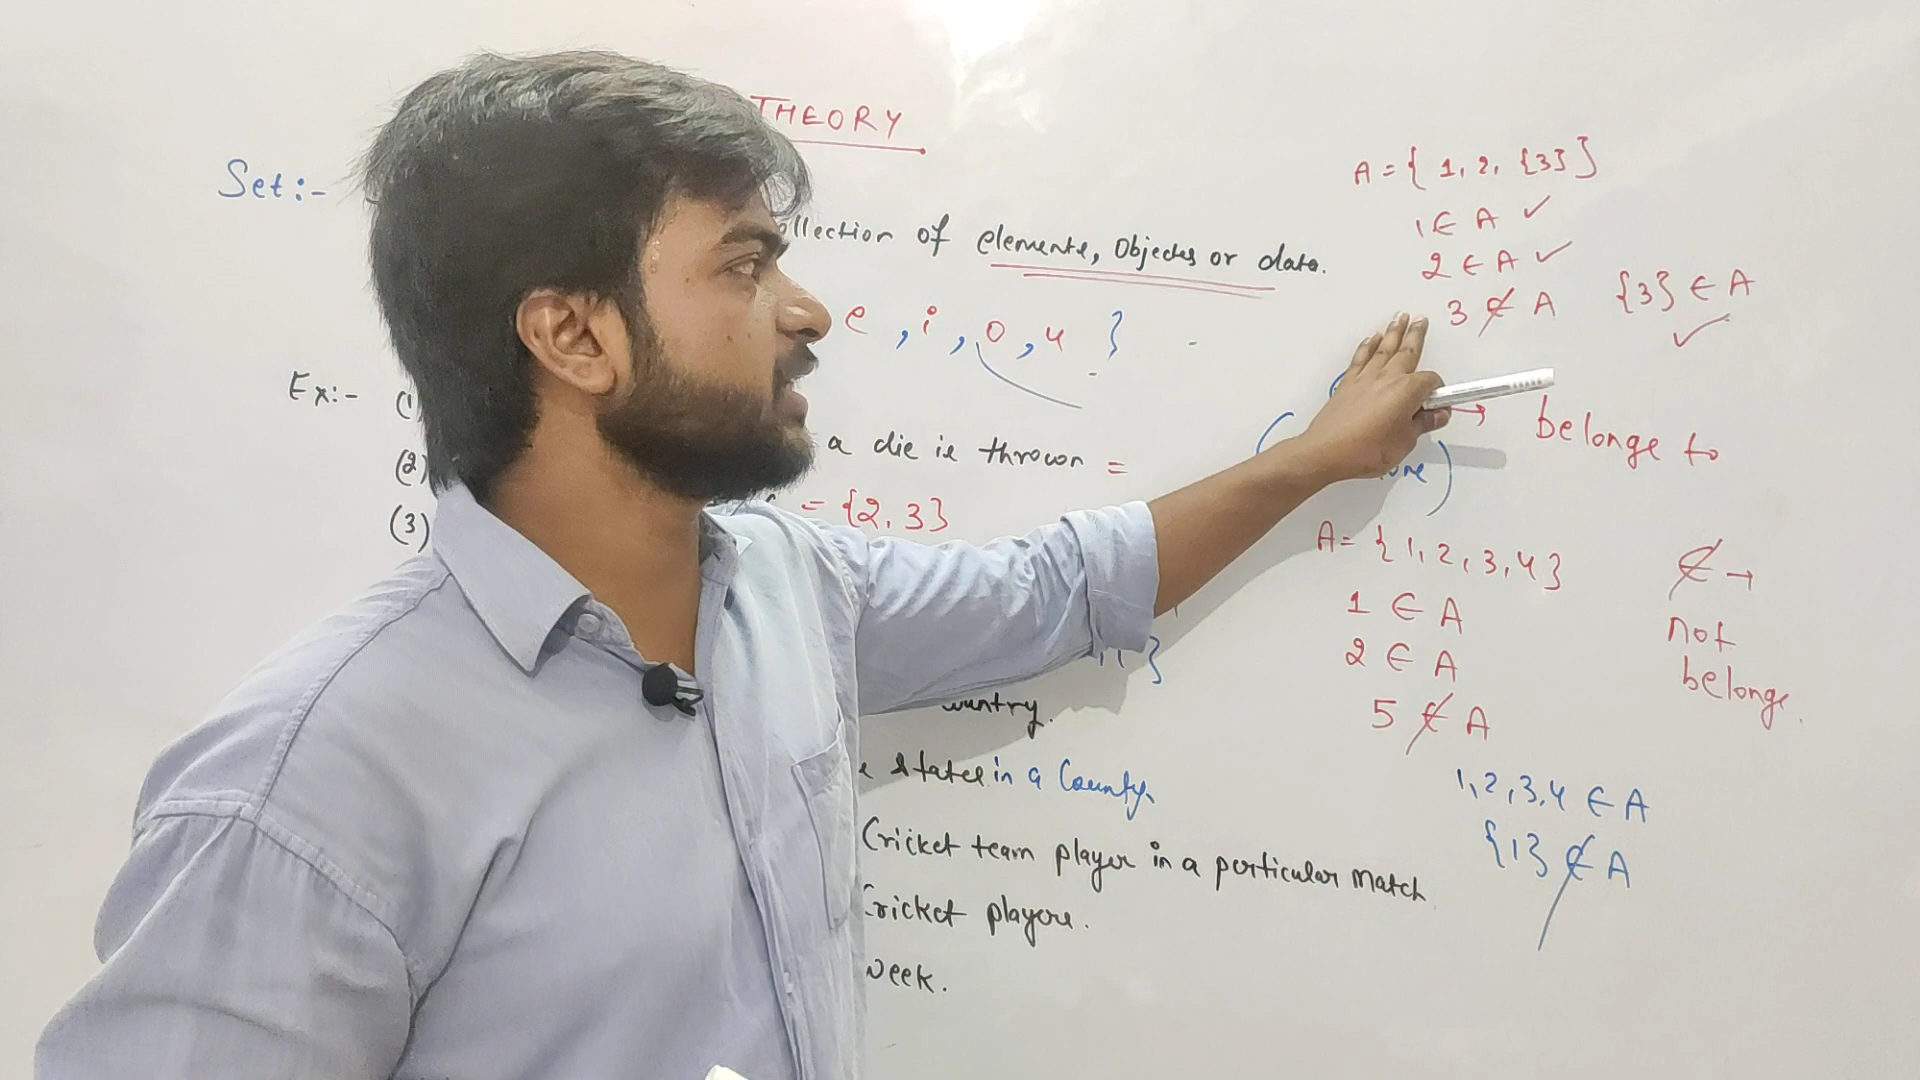 THEORY
Set:-
ollection of elements, Objects or data.
e, i, o, u }
Ex:- (1)
(2) a die is thrown =
(3) = {2, 3}
untry.
e states in a County.
Cricket team player in a particular Match
Cricket players.
week.
A = { 1, 2, {3} }
1 ∈ A ✓
2 ∈ A ✓
3 ∉ A {3} ∈ A ✓
→ belongs to
A = {1, 2, 3, 4}
1 ∈ A
2 ∈ A
5 ∉ A
∉ →
not
belongs.
1, 2, 3, 4 ∈ A
{1} ∉ A